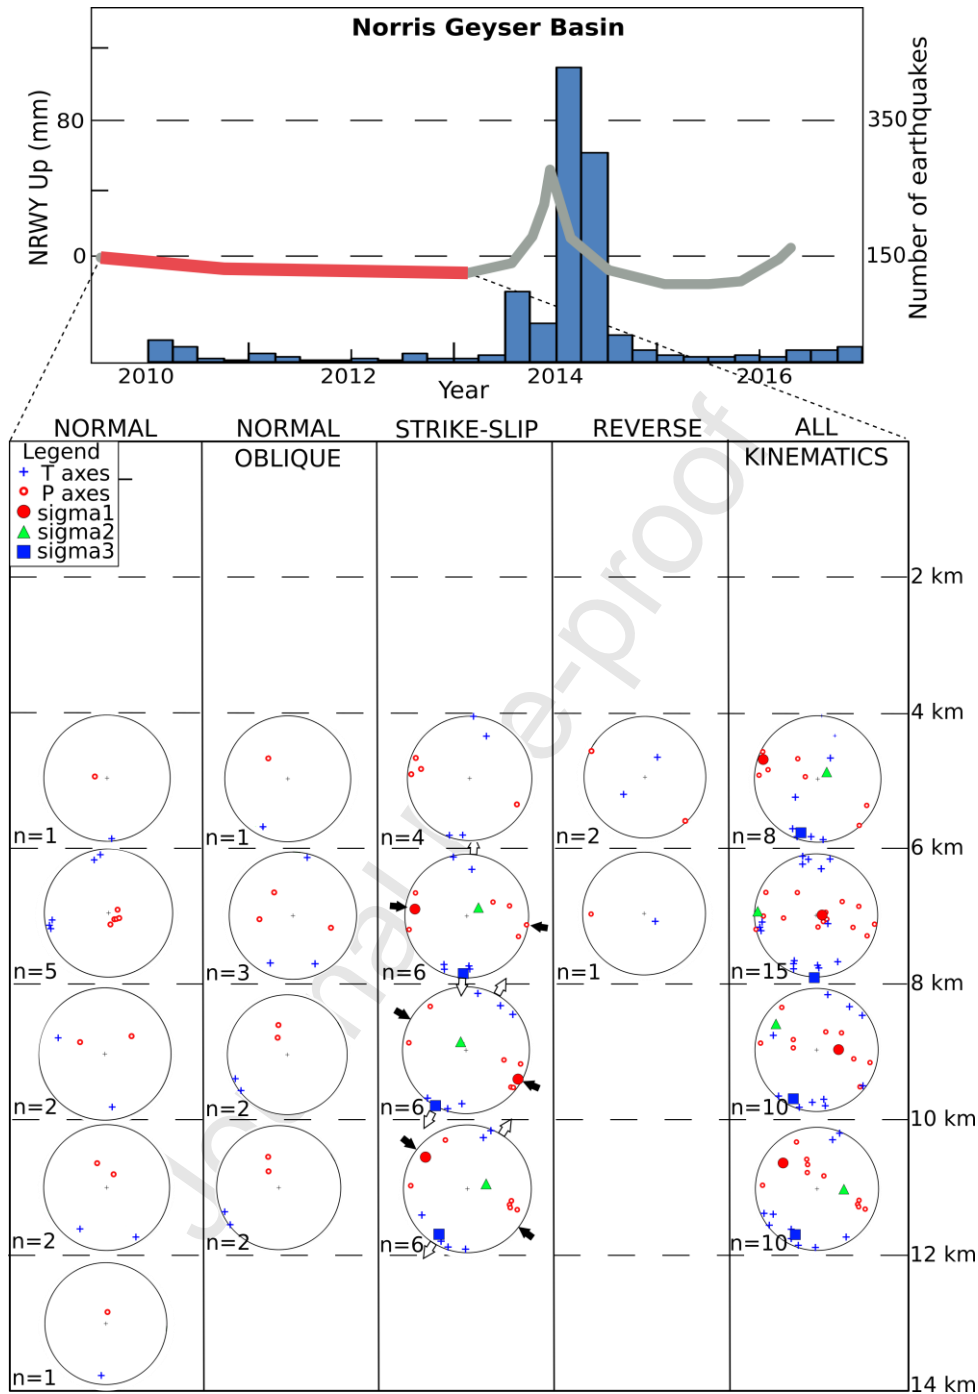 Norris Geyser Basin
NRWY Up (mm)
80
0
350
150
Number of earthquakes
2010
2012
2014
2016
Year
NORMAL
NORMAL OBLIQUE
STRIKE-SLIP
REVERSE
ALL KINEMATICS
Legend
T axes
P axes
sigma1
sigma2
sigma3
2 km
4 km
n=1
n=1
n=4
n=2
n=8
6 km
n=5
n=3
n=6
n=1
n=15
8 km
n=2
n=2
n=6
n=10
10 km
n=2
n=2
n=6
n=10
12 km
n=1
14 km
Journal Pre-proof